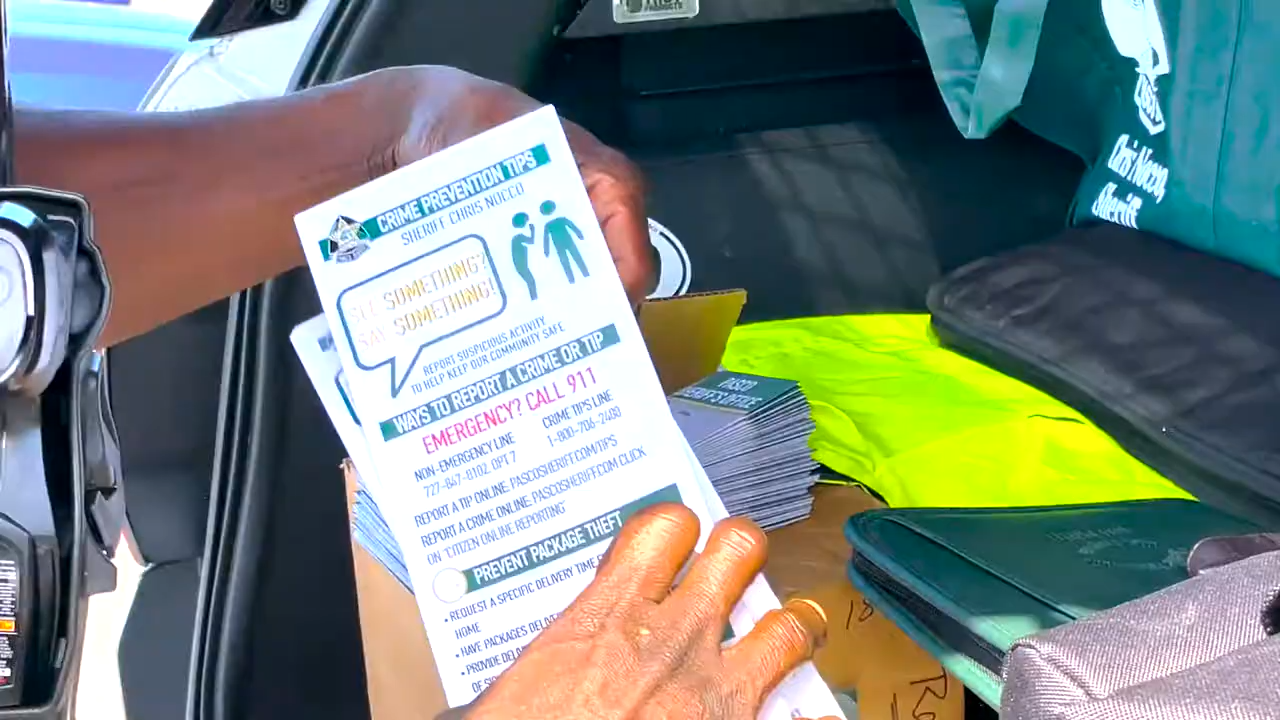 CRIME PREVENTION TIPS
SHERIFF CHRIS NOCCO
SEE SOMETHING?
SAY SOMETHING!
REPORT SUSPICIOUS ACTIVITY
TO HELP KEEP OUR COMMUNITY SAFE
WAYS TO REPORT A CRIME OR TIP
EMERGENCY? CALL 911
NON-EMERGENCY LINE
727-847-8102 OPT 7
CRIME TIPS LINE
1-800-706-2480
REPORT A TIP ONLINE: PASCOSHERIFF.COM/TIPS
REPORT A CRIME ONLINE: PASCOSHERIFF.COM CLICK
ON 'CITIZEN ONLINE REPORTING'
PREVENT PACKAGE THEFT
• REQUEST A SPECIFIC DELIVERY TIME
HOME
• HAVE PACKAGES
• PROVIDE
PASCO
SHERIFF'S OFFICE
Chris Nocco,
Sheriff
PRODUCTS
18